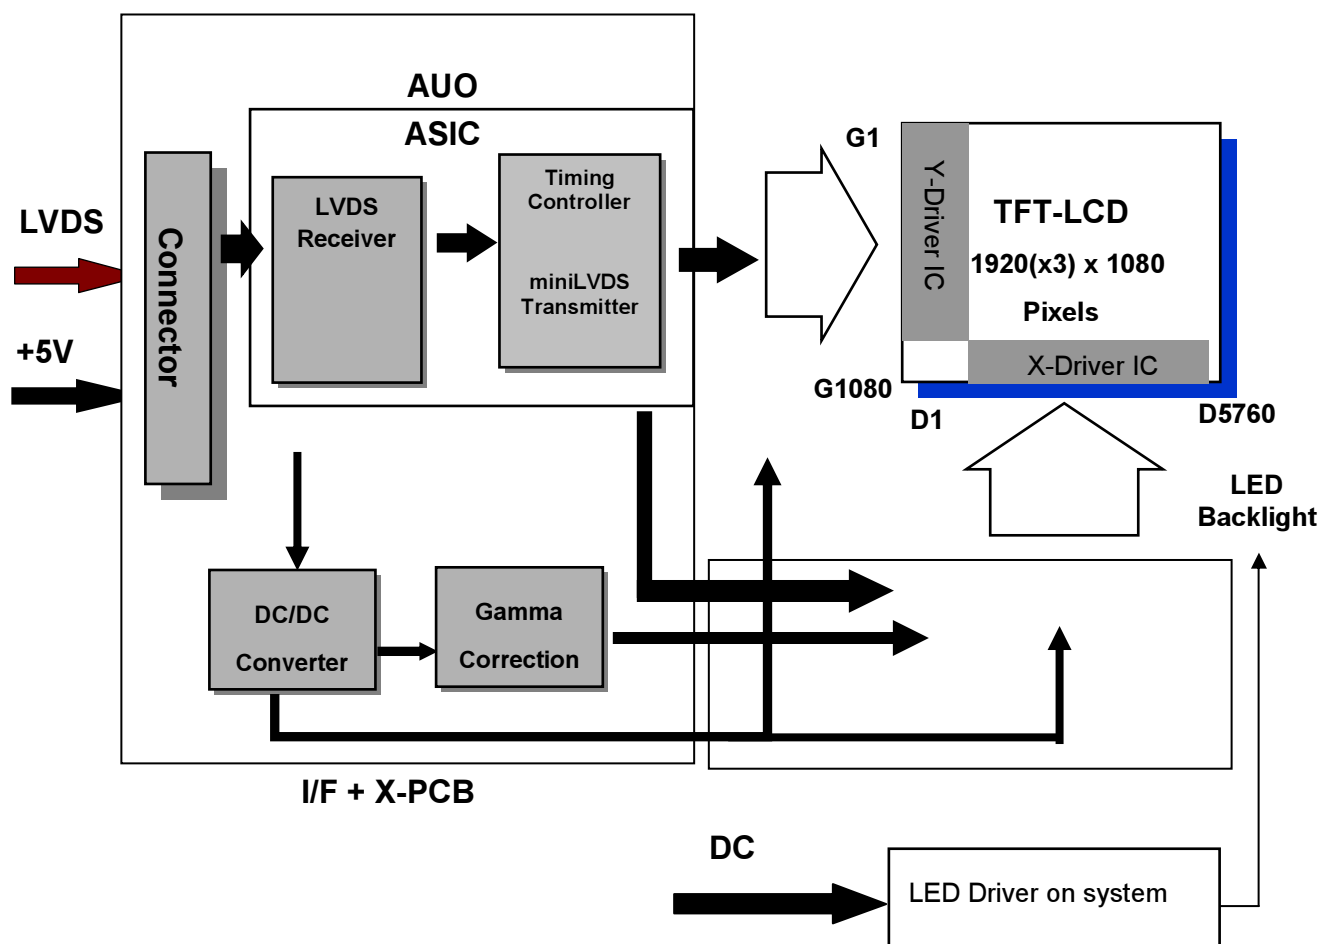 AUO
ASIC
LVDS
+5V
Connector
LVDS
Receiver
Timing
Controller
miniLVDS
Transmitter
G1
G1080
Y-Driver IC
TFT-LCD
1920(x3) x 1080
Pixels
X-Driver IC
D1
D5760
LED
Backlight
DC/DC
Converter
Gamma
Correction
I/F + X-PCB
DC
LED Driver on system